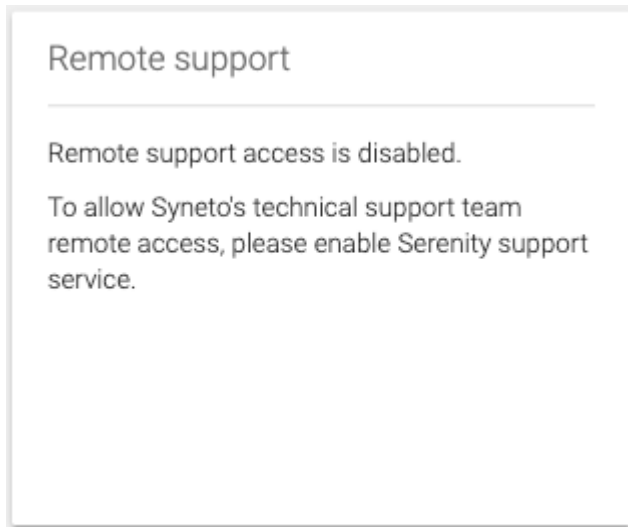 Remote support
Remote support access is disabled.
To allow Syneto's technical support team
remote access, please enable Serenity support
service.